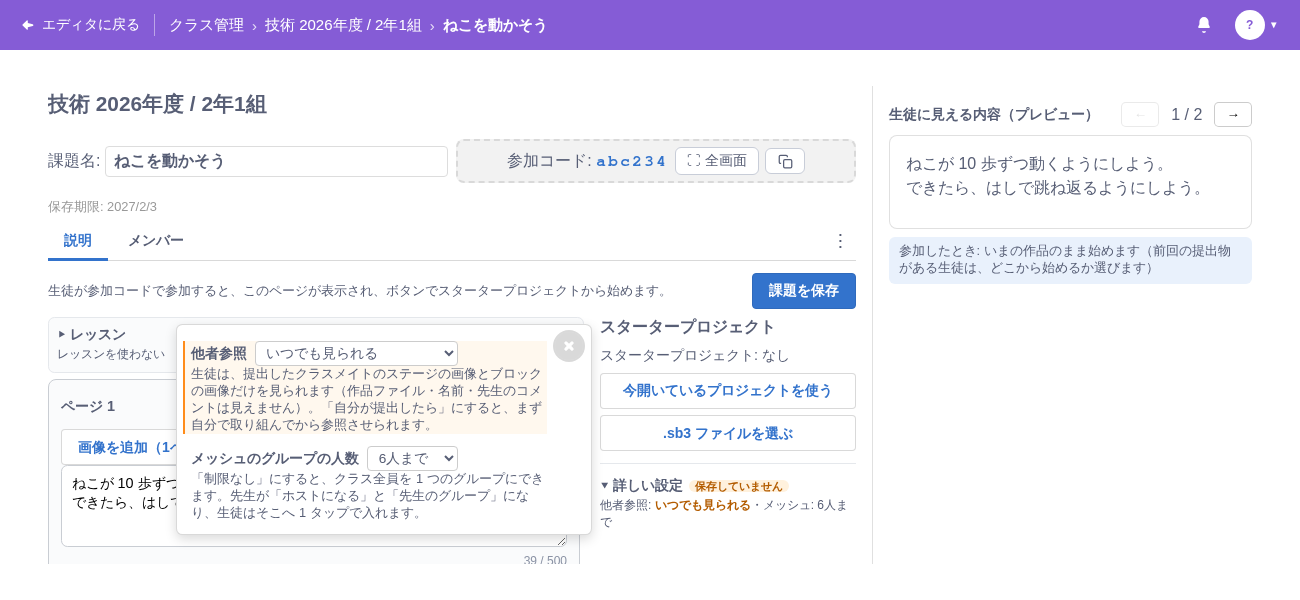 エディタに戻る
クラス管理 › 技術 2026年度 / 2年1組 › ねこを動かそう
?
技術 2026年度 / 2年1組
課題名: ねこを動かそう
参加コード: abc234
全画面
保存期限: 2027/2/3
説明
メンバー
生徒が参加コードで参加すると、このページが表示され、ボタンでスタータープロジェクトから始めます。
課題を保存
レッスン
レッスンを使わない
ページ 1
画像を追加（1ペ
ねこが 10 歩ずつ
できたら、はして
39 / 500
他者参照 いつでも見られる
生徒は、提出したクラスメイトのステージの画像とブロック
の画像だけを見られます（作品ファイル・名前・先生のコメ
ントは見えません）。「自分が提出したら」にすると、まず
自分で取り組んでから参照させられます。
メッシュのグループの人数 6人まで
「制限なし」にすると、クラス全員を 1 つのグループにでき
ます。先生が「ホストになる」と「先生のグループ」にな
り、生徒はそこへ 1 タップで入れます。
スタータープロジェクト
スタータープロジェクト: なし
今開いているプロジェクトを使う
.sb3 ファイルを選ぶ
詳しい設定 保存していません
他者参照: いつでも見られる・メッシュ: 6人ま
で
生徒に見える内容（プレビュー）
← 1 / 2 →
ねこが 10 歩ずつ動くようにしよう。
できたら、はしで跳ね返るようにしよう。
参加したとき: いまの作品のまま始めます（前回の提出物
がある生徒は、どこから始めるか選びます）